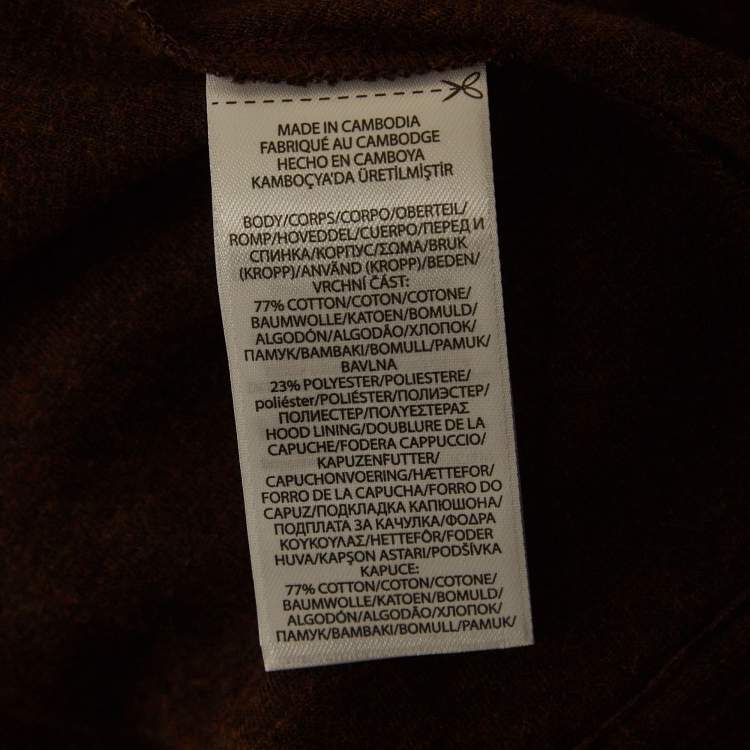 MADE IN CAMBODIA
FABRIQUÉ AU CAMBODGE
HECHO EN CAMBOYA
KAMBOÇYA'DA ÜRETİLMİŞTİR
BODY/CORPS/CORPO/OBERTEIL/
ROMP/HOVEDDEL/CUERPO/ПЕРЕД И
СПИНКА/КОРПУС/ΣΩΜΑ/BRUK
(KROPP)/ANVÄND (KROPP)/BEDEN/
VRCHNÍ ČÁST:
77% COTTON/COTON/COTONE/
BAUMWOLLE/KATOEN/BOMULD/
ALGODÓN/ALGODÃO/ХЛОПОК/
ПАМУК/BAMBAKI/BOMULL/PAMUK/
BAVLNA
23% POLYESTER/POLIESTERE/
poliéster/POLIÉSTER/ПОЛИЭСТЕР/
ПОЛИЕСТЕР/ΠΟΛΥΕΣΤΕΡΑΣ
HOOD LINING/DOUBLURE DE LA
CAPUCHE/FODERA CAPPUCCIO/
KAPUZENFUTTER/
CAPUCHONVOERING/HÆTTEFOR/
FORRO DE LA CAPUCHA/FORRO DO
CAPUZ/ПОДКЛАДКА КАПЮШОНА/
ПОДПЛАТА ЗА КАЧУЛКА/ΦΟΔΡΑ
ΚΟΥΚΟΥΛΑΣ/HETTEFÔR/FODER
HUVA/KAPŞON ASTARI/PODŠÍVKA
KAPUCE:
77% COTTON/COTON/COTONE/
BAUMWOLLE/KATOEN/BOMULD/
ALGODÓN/ALGODÃO/ХЛОПОК/
ПАМУК/BAMBAKI/BOMULL/PAMUK/